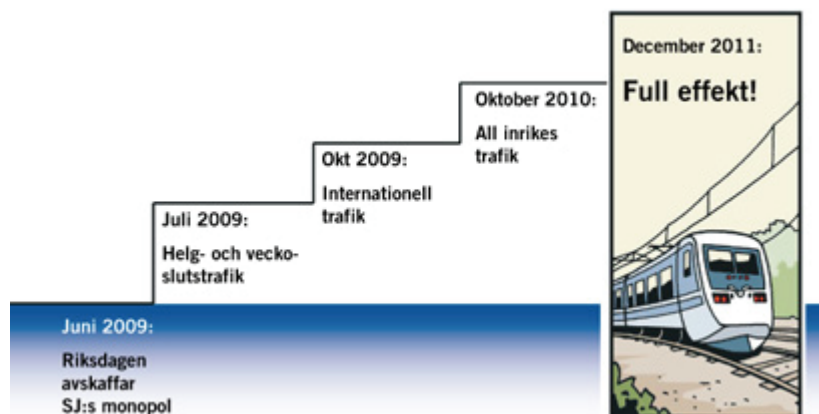 Juni 2009:
Riksdagen
avskaffar
SJ:s monopol
Juli 2009:
Helg- och vecko-
slutstrafik
Okt 2009:
Internationell
trafik
Oktober 2010:
All inrikes
trafik
December 2011:
Full effekt!